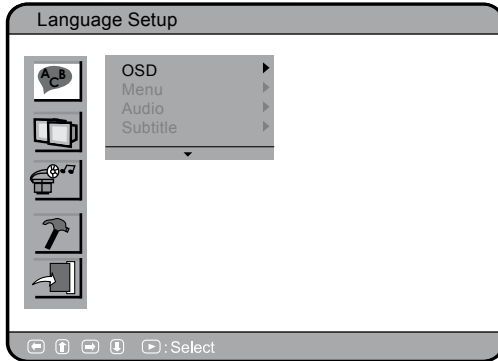 Language Setup
A C B
OSD
Menu
Audio
Subtitle
: Select